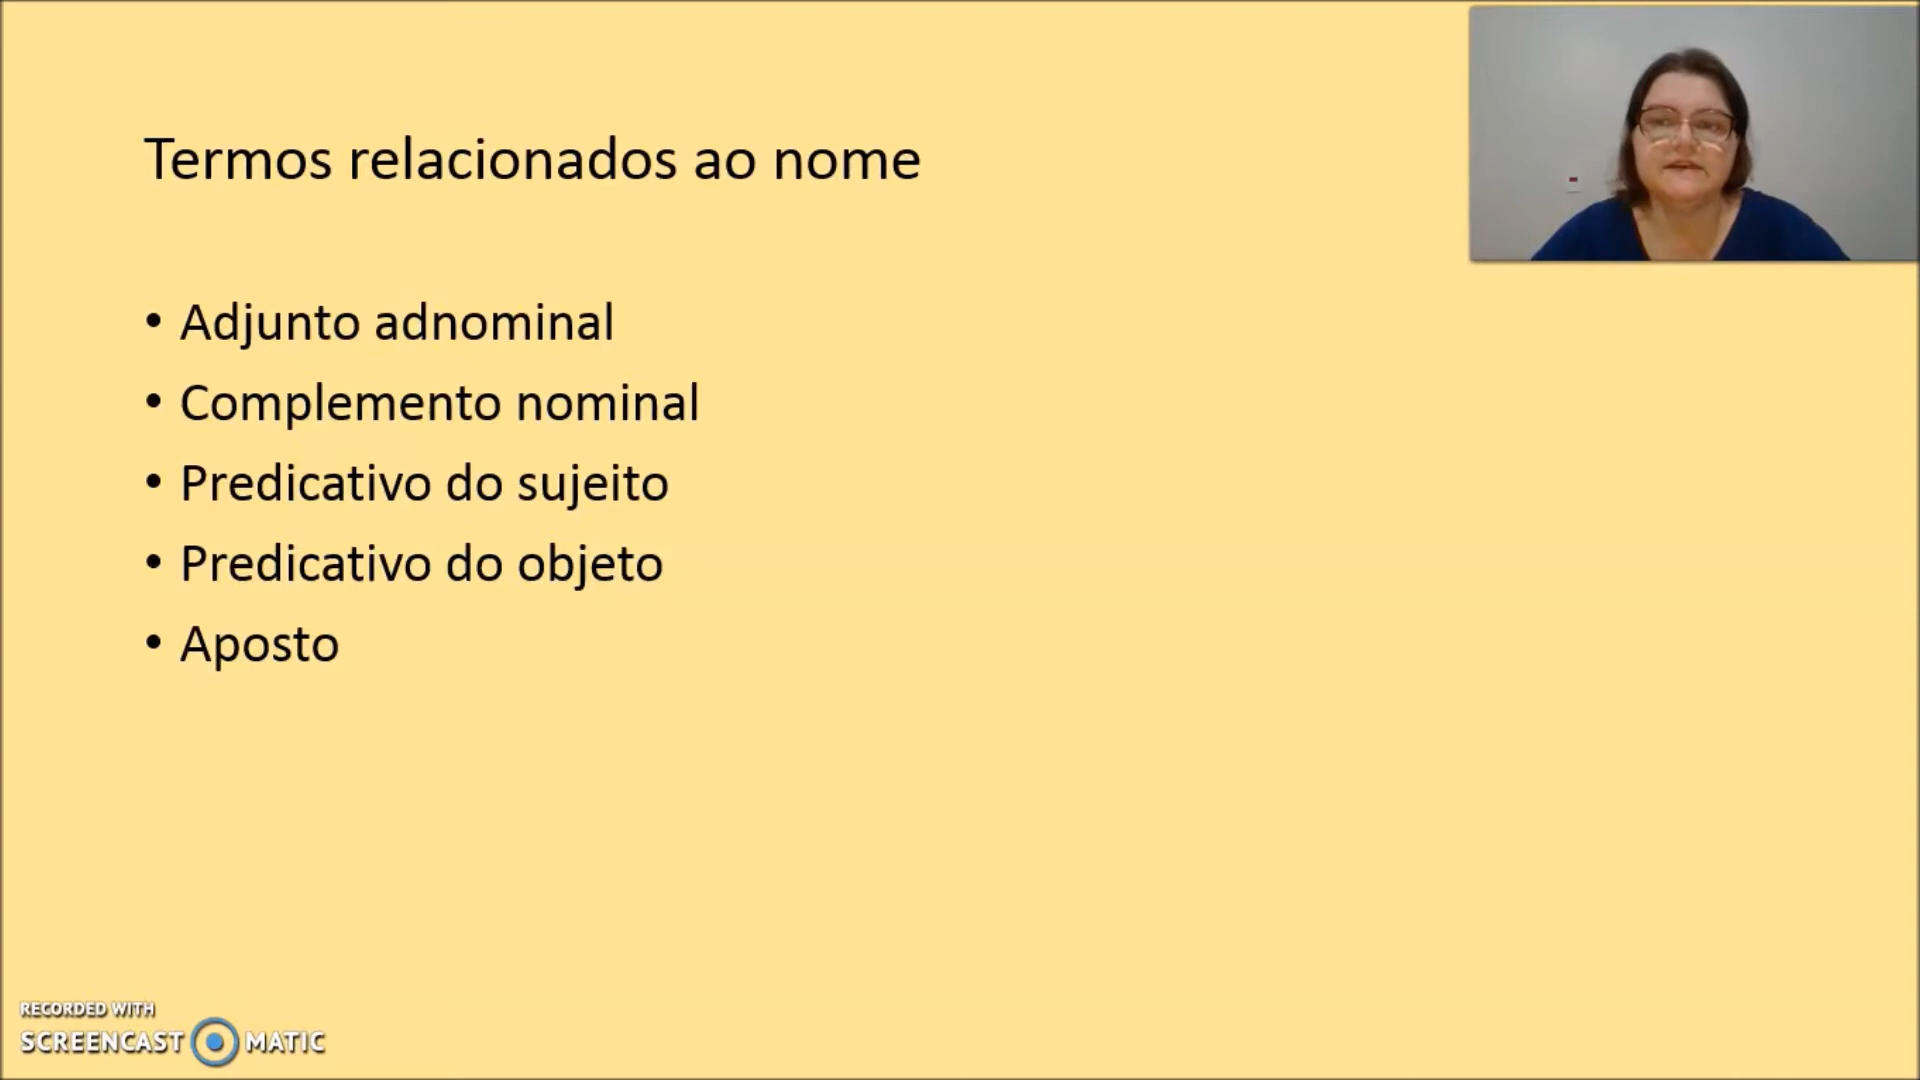 Termos relacionados ao nome
• Adjunto adnominal
• Complemento nominal
• Predicativo do sujeito
• Predicativo do objeto
• Aposto
RECORDED WITH
SCREENCAST MATIC